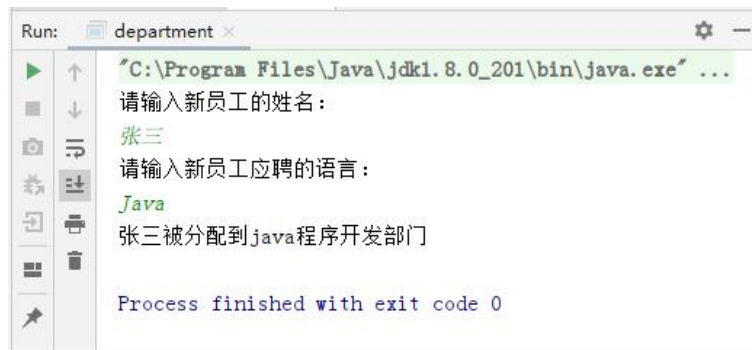 Run: department
"C:\Program Files\Java\jdk1.8.0_201\bin\java.exe" ...
请输入新员工的姓名：
张三
请输入新员工应聘的语言：
Java
张三被分配到java程序开发部门
Process finished with exit code 0